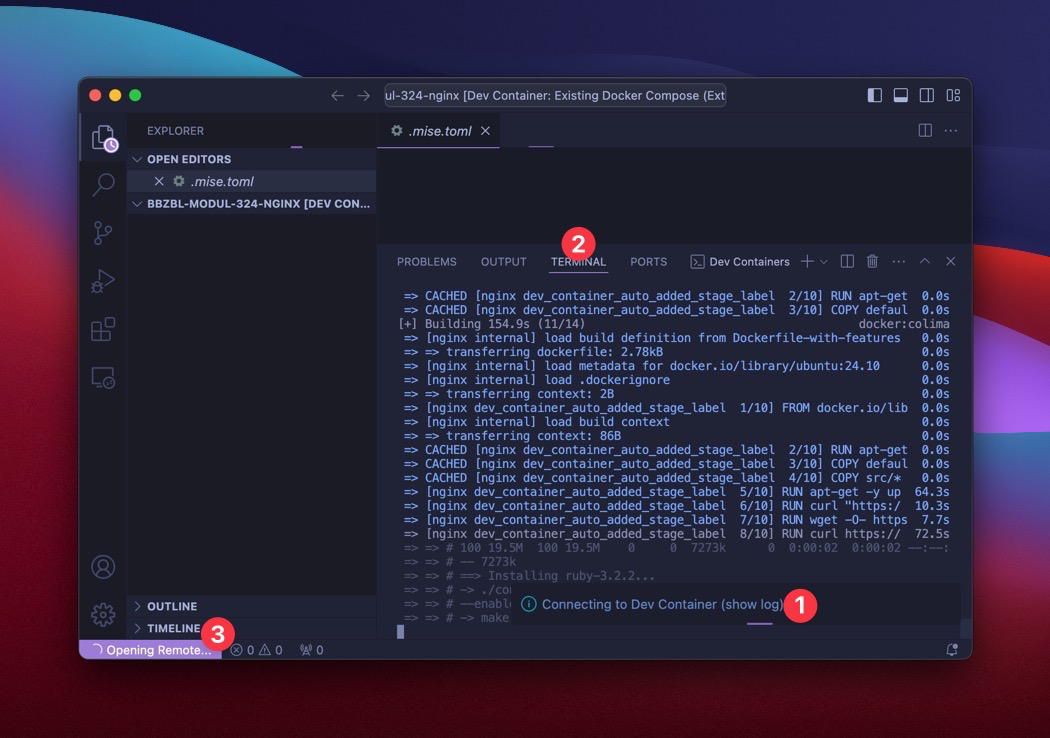 ul-324-nginx [Dev Container: Existing Docker Compose (Ext
EXPLORER
OPEN EDITORS
.mise.toml
BBZBL-MODUL-324-NGINX [DEV CON...
OUTLINE
TIMELINE
.mise.toml
2
PROBLEMS OUTPUT TERMINAL PORTS Dev Containers
=> CACHED [nginx dev_container_auto_added_stage_label 2/10] RUN apt-get 0.0s
=> CACHED [nginx dev_container_auto_added_stage_label 3/10] COPY defaul 0.0s
[+] Building 154.9s (11/14) docker:colima
=> [nginx internal] load build definition from Dockerfile-with-features 0.0s
=> => transferring dockerfile: 2.78kB 0.0s
=> [nginx internal] load metadata for docker.io/library/ubuntu:24.10 0.0s
=> [nginx internal] load .dockerignore 0.0s
=> => transferring context: 2B 0.0s
=> [nginx dev_container_auto_added_stage_label 1/10] FROM docker.io/lib 0.0s
=> [nginx internal] load build context 0.0s
=> => transferring context: 86B 0.0s
=> CACHED [nginx dev_container_auto_added_stage_label 2/10] RUN apt-get 0.0s
=> CACHED [nginx dev_container_auto_added_stage_label 3/10] COPY defaul 0.0s
=> CACHED [nginx dev_container_auto_added_stage_label 4/10] COPY src/* 0.0s
=> [nginx dev_container_auto_added_stage_label 5/10] RUN apt-get -y up 64.3s
=> [nginx dev_container_auto_added_stage_label 6/10] RUN curl "https:/ 10.3s
=> [nginx dev_container_auto_added_stage_label 7/10] RUN wget -O- https 7.7s
=> [nginx dev_container_auto_added_stage_label 8/10] RUN curl https:// 72.5s
=> => # 100 19.5M 100 19.5M 0 0 7273k 0 0:00:02 0:00:02 --:--:
=> => # -- 7273k
=> => # ==> Installing ruby-3.2.2...
=> => # -> ./co
=> => # --enabl
=> => # -> make
Connecting to Dev Container (show log)
1
3
Opening Remote... 0 0 0